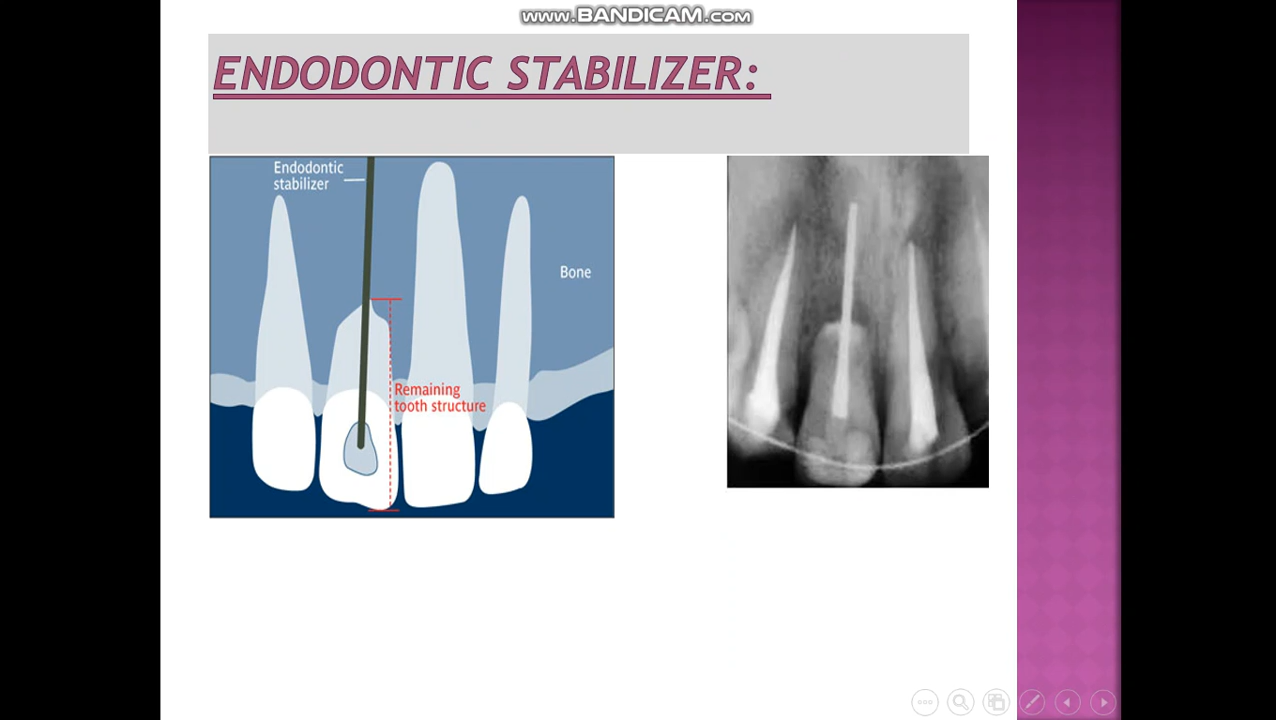 www.BANDICAM.com
ENDODONTIC STABILIZER:
Endodontic
stabilizer
Bone
Remaining
tooth structure